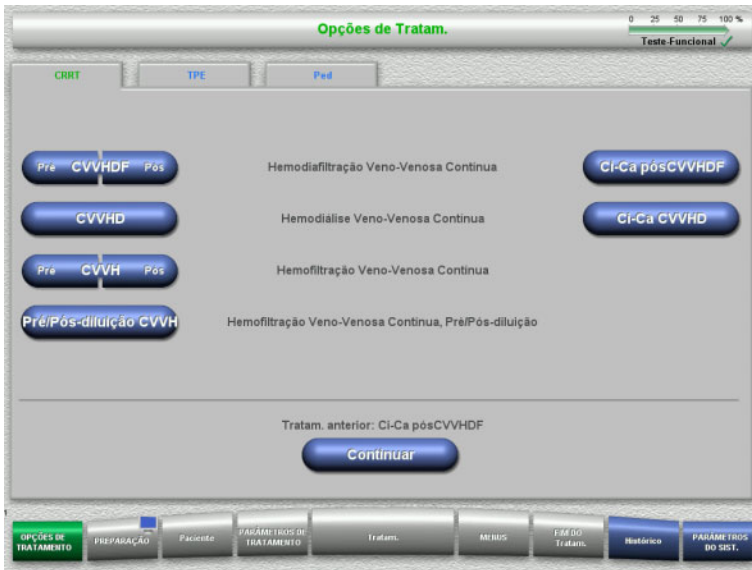 Opções de Tratam.
0 25 50 75 100 %
Teste-Funcional
CRRT TPE Ped
Pré CVVHDF Pós Hemodiafiltração Veno-Venosa Contínua Ci-Ca pósCVVHDF
CVVHD Hemodiálise Veno-Venosa Contínua Ci-Ca CVVHD
Pré CVVH Pós Hemofiltração Veno-Venosa Contínua
Pré/Pós-diluição CVVH Hemofiltração Veno-Venosa Contínua, Pré/Pós-diluição
Tratam. anterior: Ci-Ca pósCVVHDF
Continuar
OPÇÕES DE TRATAMENTO
PREPARAÇÃO
Paciente
PARÂMETROS DE TRATAMENTO
Tratam.
MENUS
FIM DO Tratam.
Histórico
PARÂMETROS DO SIST.